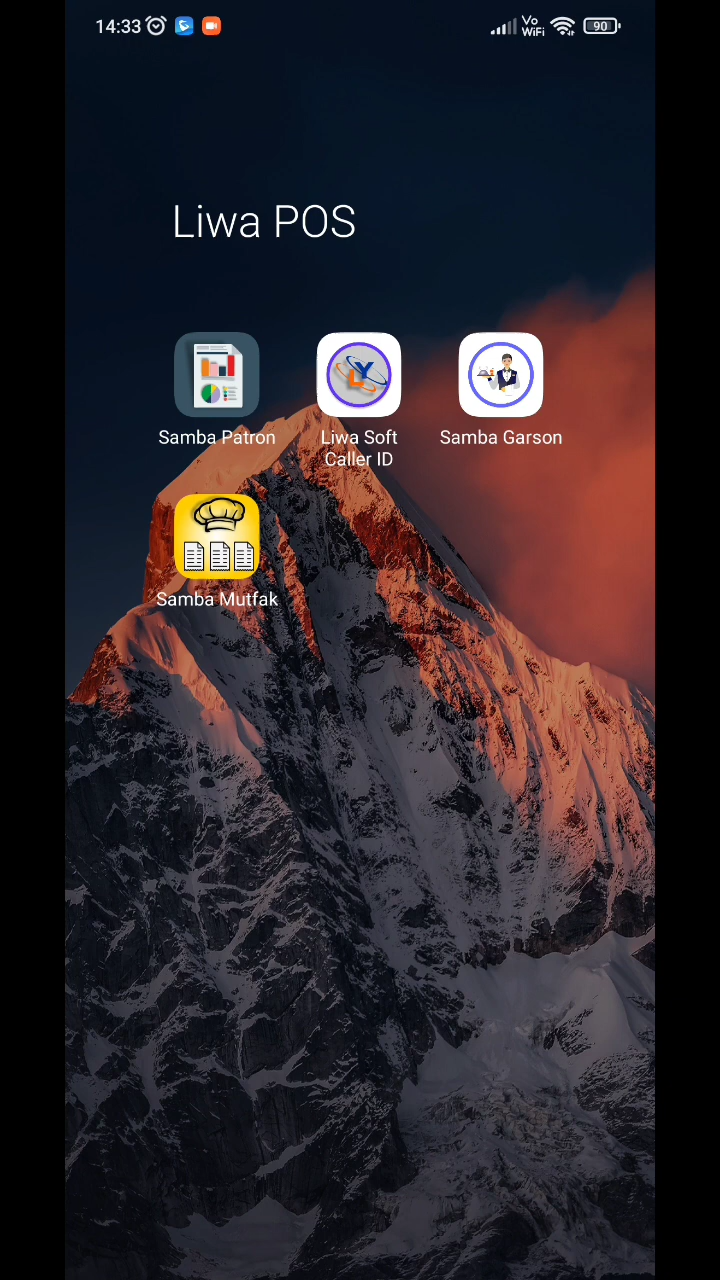 14:33
Vo
WiFi
90
Liwa POS
Samba Patron
Liwa Soft
Caller ID
Samba Garson
Samba Mutfak